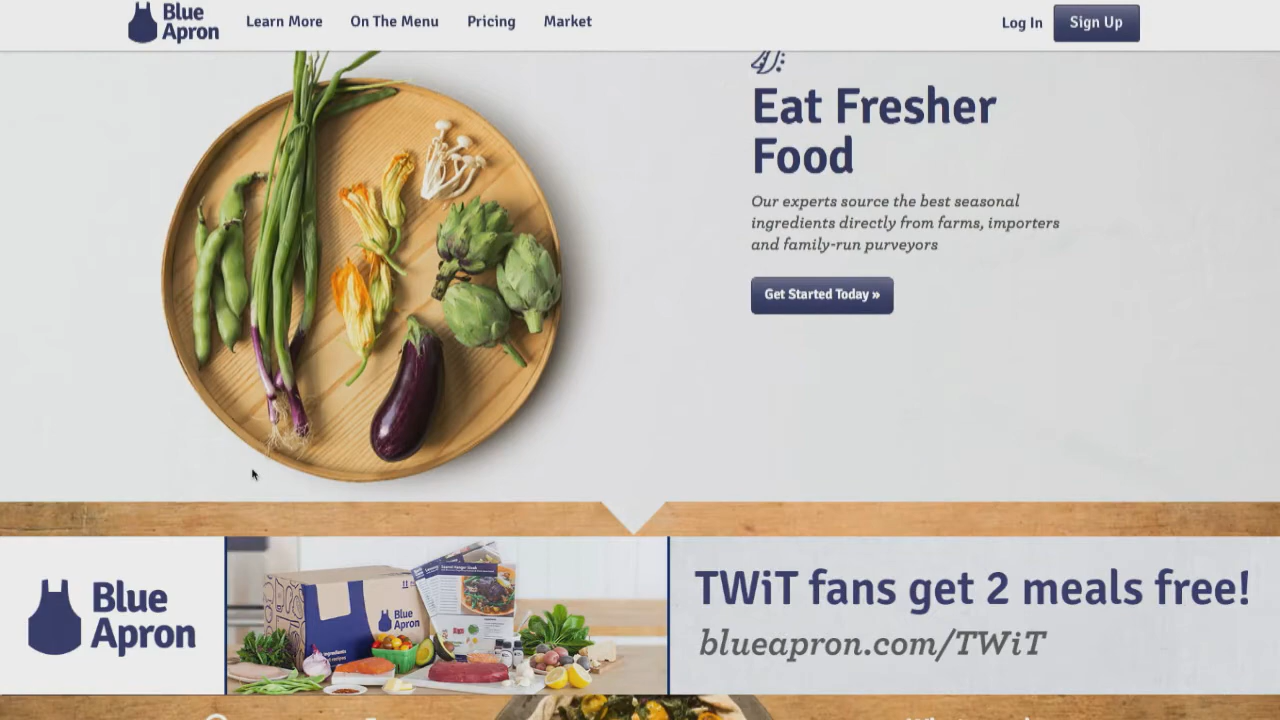 Blue
Apron
Learn More
On The Menu
Pricing
Market
Log In
Sign Up
Eat Fresher
Food
Our experts source the best seasonal
ingredients directly from farms, importers
and family-run purveyors
Get Started Today »
Blue
Apron
Blue
Apron
TWiT fans get 2 meals free!
blueapron.com/TWiT